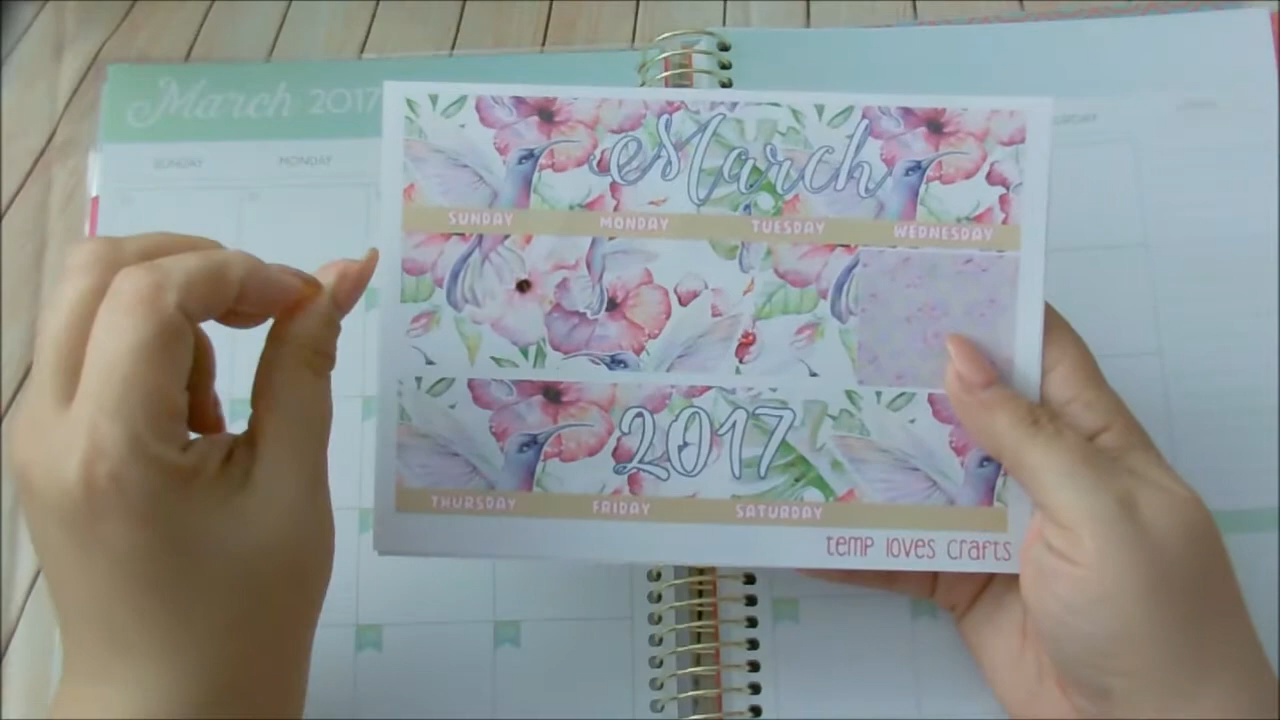 March 2017
SUNDAY MONDAY
March
SUNDAY MONDAY TUESDAY WEDNESDAY
2017
THURSDAY FRIDAY SATURDAY
Temp Loves Crafts